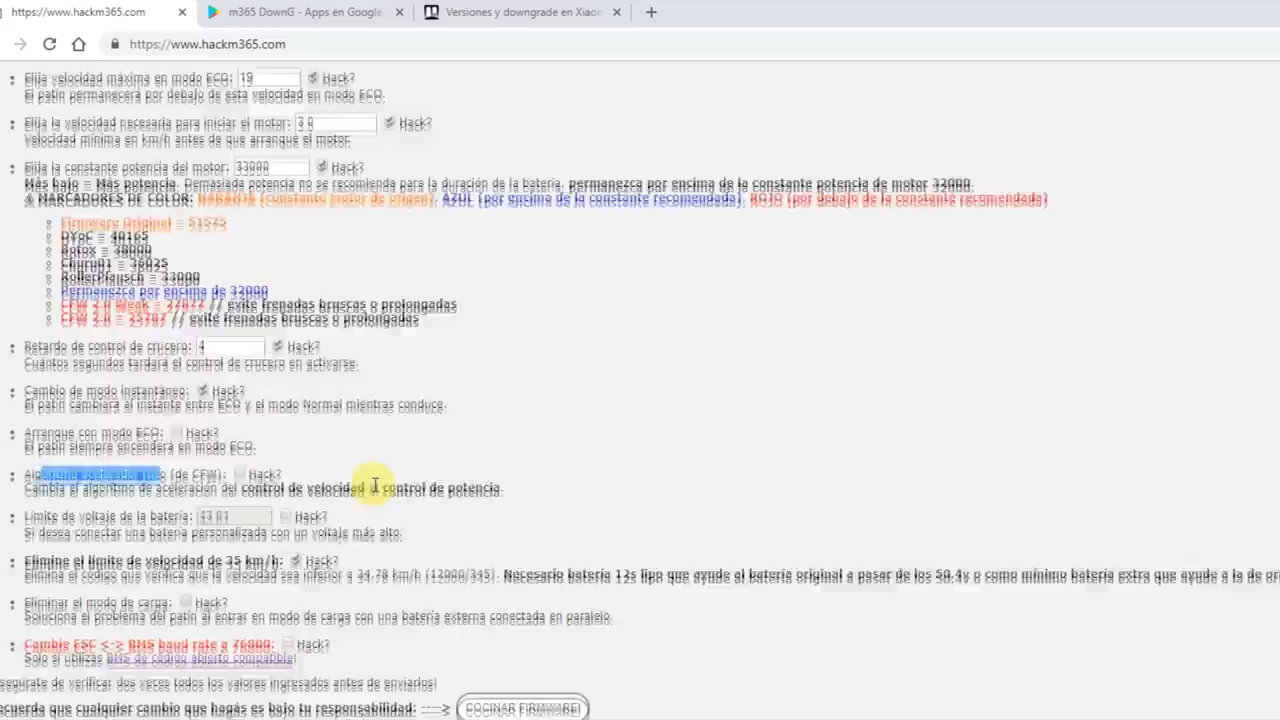 https://www.hackm365.com
m365 DownG - Apps en Google
Versiones y downgrade en Xiaon
https://www.hackm365.com
Elija velocidad máxima en modo ECO: 19 Hack?
El patín permanecerá por debajo de esta velocidad en modo ECO.
Elija la velocidad necesaria para iniciar el motor: 3.0 Hack?
Velocidad mínima en km/h antes de que arranque el motor.
Elija la constante potencia del motor: 33000 Hack?
Más bajo = Más potencia. Demasiada potencia no se recomienda para la duración de la batería, permanezca por encima de la constante potencia de motor 32000.
MARCADORES DE COLOR: NARANJA (constante motor de origen), AZUL (por encima de la constante recomendada), ROJO (por debajo de la constante recomendada)
Firmware Original = 51575
DYoC = 40165
Botox = 38000
Churu01 = 36025
RollerPlausch = 33000
Permanezca por encima de 32000
CFW 2.0 Weak = 27877 // evite frenadas bruscas o prolongadas
CFW 2.0 = 25787 // evite frenadas bruscas o prolongadas
Retardo de control de crucero: 4 Hack?
Cuántos segundos tardará el control de crucero en activarse.
Cambio de modo instantaneo: Hack?
El patín cambiará al instante entre ECO y el modo Normal mientras conduce.
Arranque con modo ECO: Hack?
El patín siempre encenderá en modo ECO.
(de CFW): Hack?
Cambia el algoritmo de aceleración del control de velocidad al control de potencia.
Límite de voltaje de la batería: 43.01 Hack?
Si desea conectar una batería personalizada con un voltaje más alto.
Elimine el límite de velocidad de 35 km/h: Hack?
Elimina el código que verifica que la velocidad sea inferior a 34.78 km/h (12000/345). Necesario batería 12s lipo que ayude al batería original a pasar de los 50,4v o como mínimo batería extra que ayude a la de ori
Eliminar el modo de carga: Hack?
Soluciona el problema del patín al entrar en modo de carga con una batería externa conectada en paralelo.
Cambie ESC <-> BMS baud rate a 76800: Hack?
Solo si utilizas BMS de código abierto compatible!
segúrate de verificar dos veces todos los valores ingresados antes de enviarlos!
ecuerda que cualquier cambio que hagás es bajo tu responsabilidad: ==> COCINAR FIRMWARE!